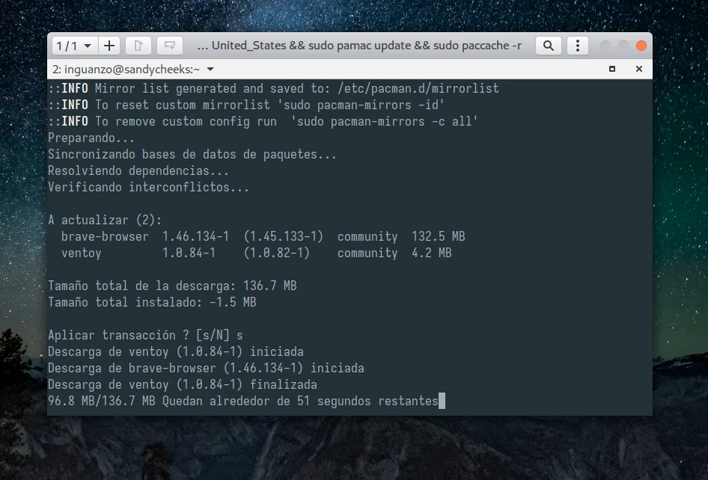 1 / 1
... United_States && sudo pamac update && sudo paccache -r
2: inguanzo@sandycheeks:~
::INFO Mirror list generated and saved to: /etc/pacman.d/mirrorlist
::INFO To reset custom mirrorlist 'sudo pacman-mirrors -id'
::INFO To remove custom config run  'sudo pacman-mirrors -c all'
Preparando...
Sincronizando bases de datos de paquetes...
Resolviendo dependencias...
Verificando interconflictos...
A actualizar (2):
brave-browser  1.46.134-1  (1.45.133-1)  community  132.5 MB
ventoy         1.0.84-1    (1.0.82-1)    community  4.2 MB
Tamaño total de la descarga: 136.7 MB
Tamaño total instalado: -1.5 MB
Aplicar transacción ? [s/N] s
Descarga de ventoy (1.0.84-1) iniciada
Descarga de brave-browser (1.46.134-1) iniciada
Descarga de ventoy (1.0.84-1) finalizada
96.8 MB/136.7 MB Quedan alrededor de 51 segundos restantes